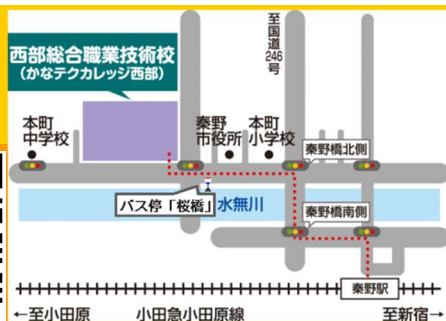 西部総合職業技術校
(かなテクカレッジ西部)
至国道246号
本町
中学校
秦野
市役所
本町
小学校
秦野橋北側
バス停「桜橋」
水無川
秦野橋南側
秦野駅
←至小田原
小田急小田原線
至新宿→